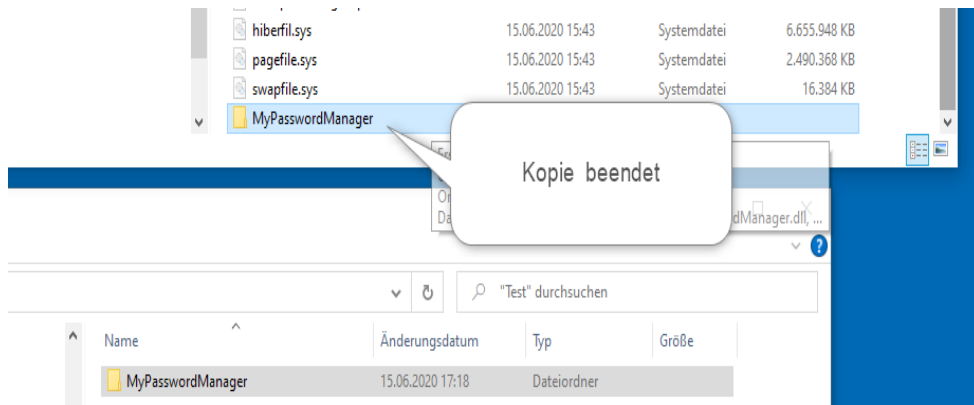 hiberfil.sys 15.06.2020 15:43 Systemdatei 6.655.948 KB
pagefile.sys 15.06.2020 15:43 Systemdatei 2.490.368 KB
swapfile.sys 15.06.2020 15:43 Systemdatei 16.384 KB
MyPasswordManager
Kopie beendet
dManager.dll, ...
"Test" durchsuchen
Name Änderungsdatum Typ Größe
MyPasswordManager 15.06.2020 17:18 Dateiordner